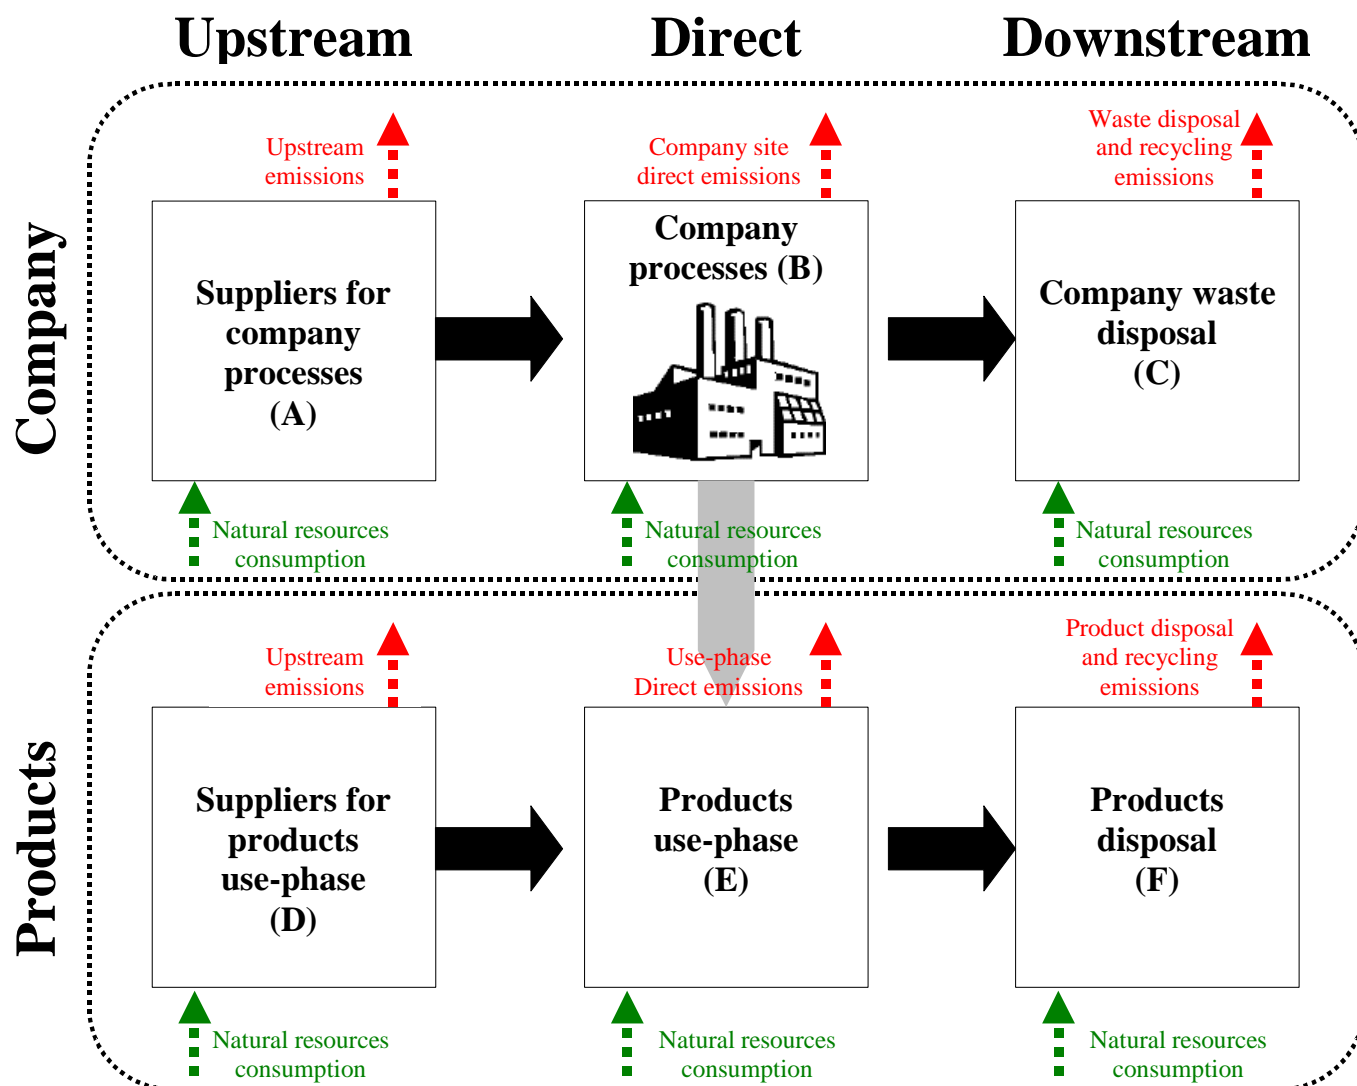 Upstream
Direct
Downstream
Company
Upstream
emissions
Company site
direct emissions
Waste disposal
and recycling
emissions
Suppliers for
company
processes
(A)
Company
processes (B)
Company waste
disposal
(C)
Natural resources
consumption
Natural resources
consumption
Natural resources
consumption
Products
Upstream
emissions
Use-phase
Direct emissions
Product disposal
and recycling
emissions
Suppliers for
products
use-phase
(D)
Products
use-phase
(E)
Products
disposal
(F)
Natural resources
consumption
Natural resources
consumption
Natural resources
consumption